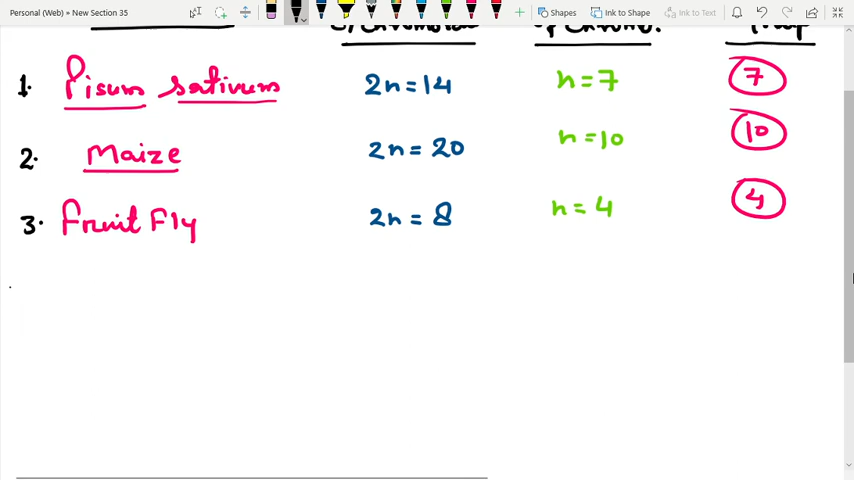 Personal (Web) » New Section 35
Shapes Ink to Shape Ink to Text
1. Pisum sativum 2n=14 n=7 7
2. Maize 2n=20 n=10 10
3. Fruit Fly 2n=8 n=4 4